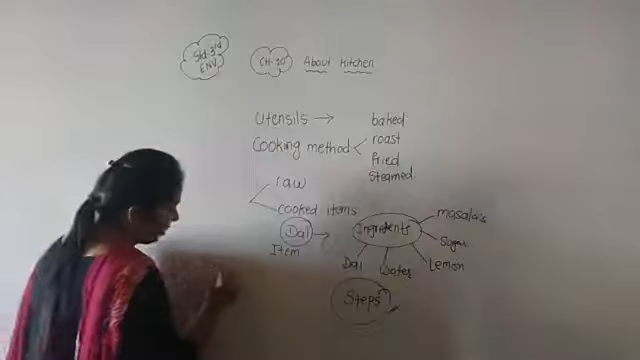 Std-3rd
ENV
CH-20 About Kitchen
Utensils →
baked
Cooking method <
roast
Fried
Steamed
raw
cooked items
Dal →
Item
Ingretents
masalas
Sugar
Lemon
Water
Dal
Steps